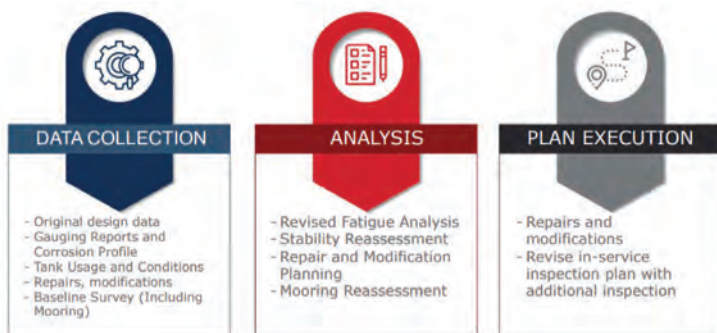 DATA COLLECTION
- Original design data
- Gauging Reports and
Corrosion Profile
- Tank Usage and Conditions
- Repairs, modifications
- Baseline Survey (Including
Mooring)
ANALYSIS
- Revised Fatigue Analysis
- Stability Reassessment
- Repair and Modification
Planning
- Mooring Reassessment
PLAN EXECUTION
- Repairs and
modifications
- Revise in-service
inspection plan with
additional inspection